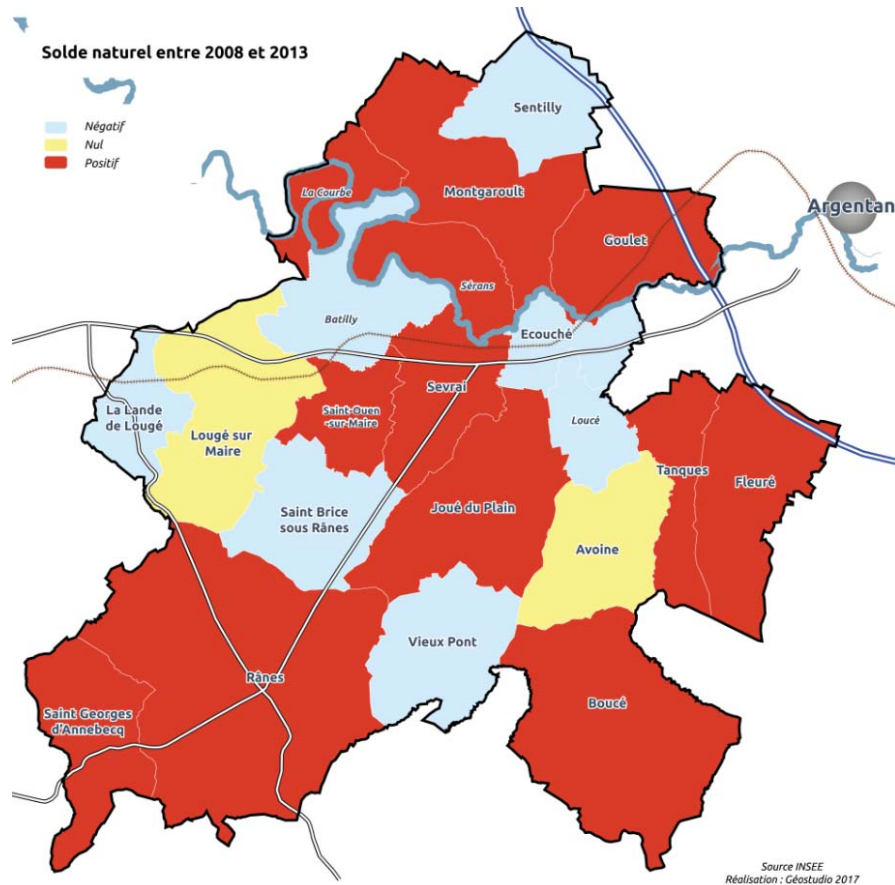 Solde naturel entre 2008 et 2013
Négatif
Nul
Positif
Sentilly
La Courbe
Montgaroult
Argentan
Goulet
Sérans
Batilly
Ecouché
Sevrai
La Lande
de Lougé
Saint-Ouen
-sur-Maire
Loucé
Lougé sur
Maire
Tanques
Fleuré
Saint Brice
sous Rânes
Joué du Plain
Avoine
Vieux Pont
Rânes
Boucé
Saint Georges
d'Annebecq
Source INSEE
Réalisation : Géostudio 2017